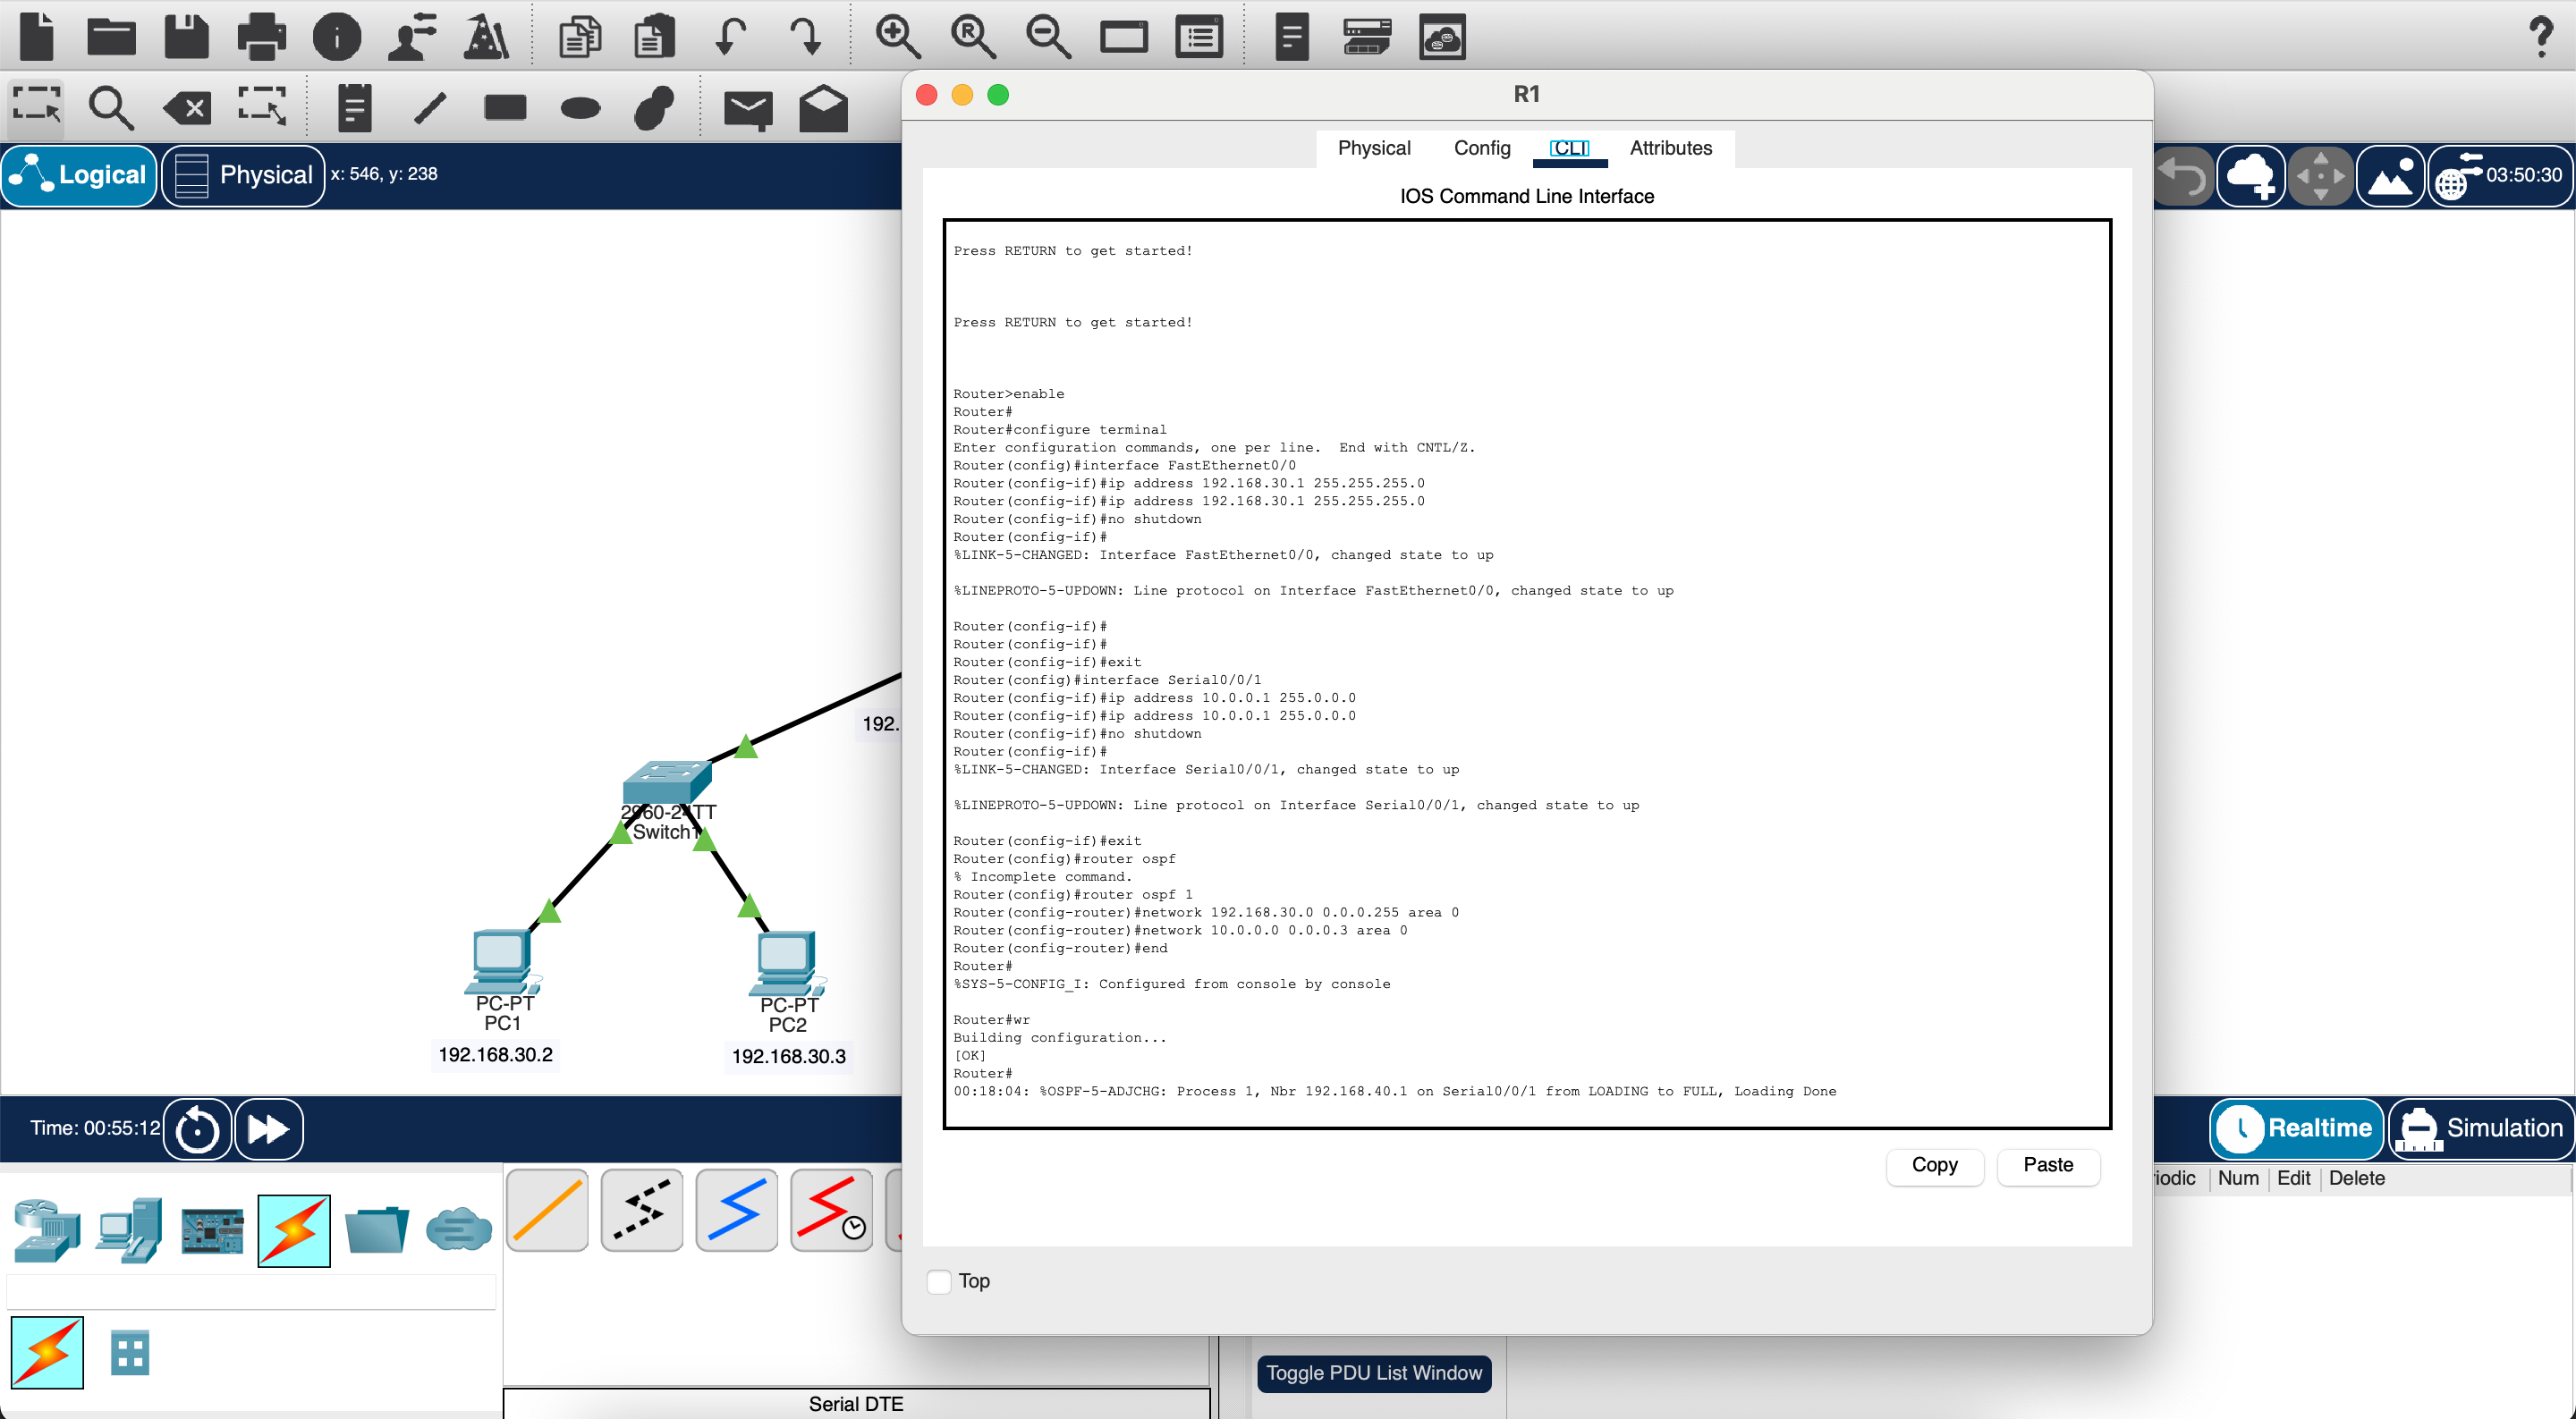 R1
Logical
Physical
x: 546, y: 238
03:50:30
Physical
Config
CLI
Attributes
IOS Command Line Interface
Press RETURN to get started!
Press RETURN to get started!
Router>enable
Router#
Router#configure terminal
Enter configuration commands, one per line.  End with CNTL/Z.
Router(config)#interface FastEthernet0/0
Router(config-if)#ip address 192.168.30.1 255.255.255.0
Router(config-if)#ip address 192.168.30.1 255.255.255.0
Router(config-if)#no shutdown
Router(config-if)#
%LINK-5-CHANGED: Interface FastEthernet0/0, changed state to up
%LINEPROTO-5-UPDOWN: Line protocol on Interface FastEthernet0/0, changed state to up
Router(config-if)#
Router(config-if)#
Router(config-if)#exit
Router(config)#interface Serial0/0/1
Router(config-if)#ip address 10.0.0.1 255.0.0.0
Router(config-if)#ip address 10.0.0.1 255.0.0.0
Router(config-if)#no shutdown
Router(config-if)#
%LINK-5-CHANGED: Interface Serial0/0/1, changed state to up
%LINEPROTO-5-UPDOWN: Line protocol on Interface Serial0/0/1, changed state to up
Router(config-if)#exit
Router(config)#router ospf
% Incomplete command.
Router(config)#router ospf 1
Router(config-router)#network 192.168.30.0 0.0.0.255 area 0
Router(config-router)#network 10.0.0.0 0.0.0.3 area 0
Router(config-router)#end
Router#
%SYS-5-CONFIG_I: Configured from console by console
Router#wr
Building configuration...
[OK]
Router#
00:18:04: %OSPF-5-ADJCHG: Process 1, Nbr 192.168.40.1 on Serial0/0/1 from LOADING to FULL, Loading Done
Copy
Paste
Top
192.
2960-24TT
Switch1
PC-PT
PC1
192.168.30.2
PC-PT
PC2
192.168.30.3
Time: 00:55:12
Realtime
Simulation
iodic
Num
Edit
Delete
Toggle PDU List Window
Serial DTE